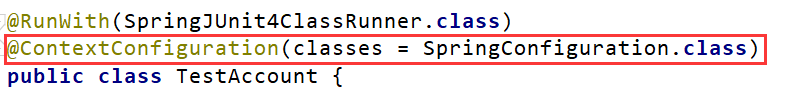 @RunWith(SpringJUnit4ClassRunner.class)
@ContextConfiguration(classes = SpringConfiguration.class)
public class TestAccount {